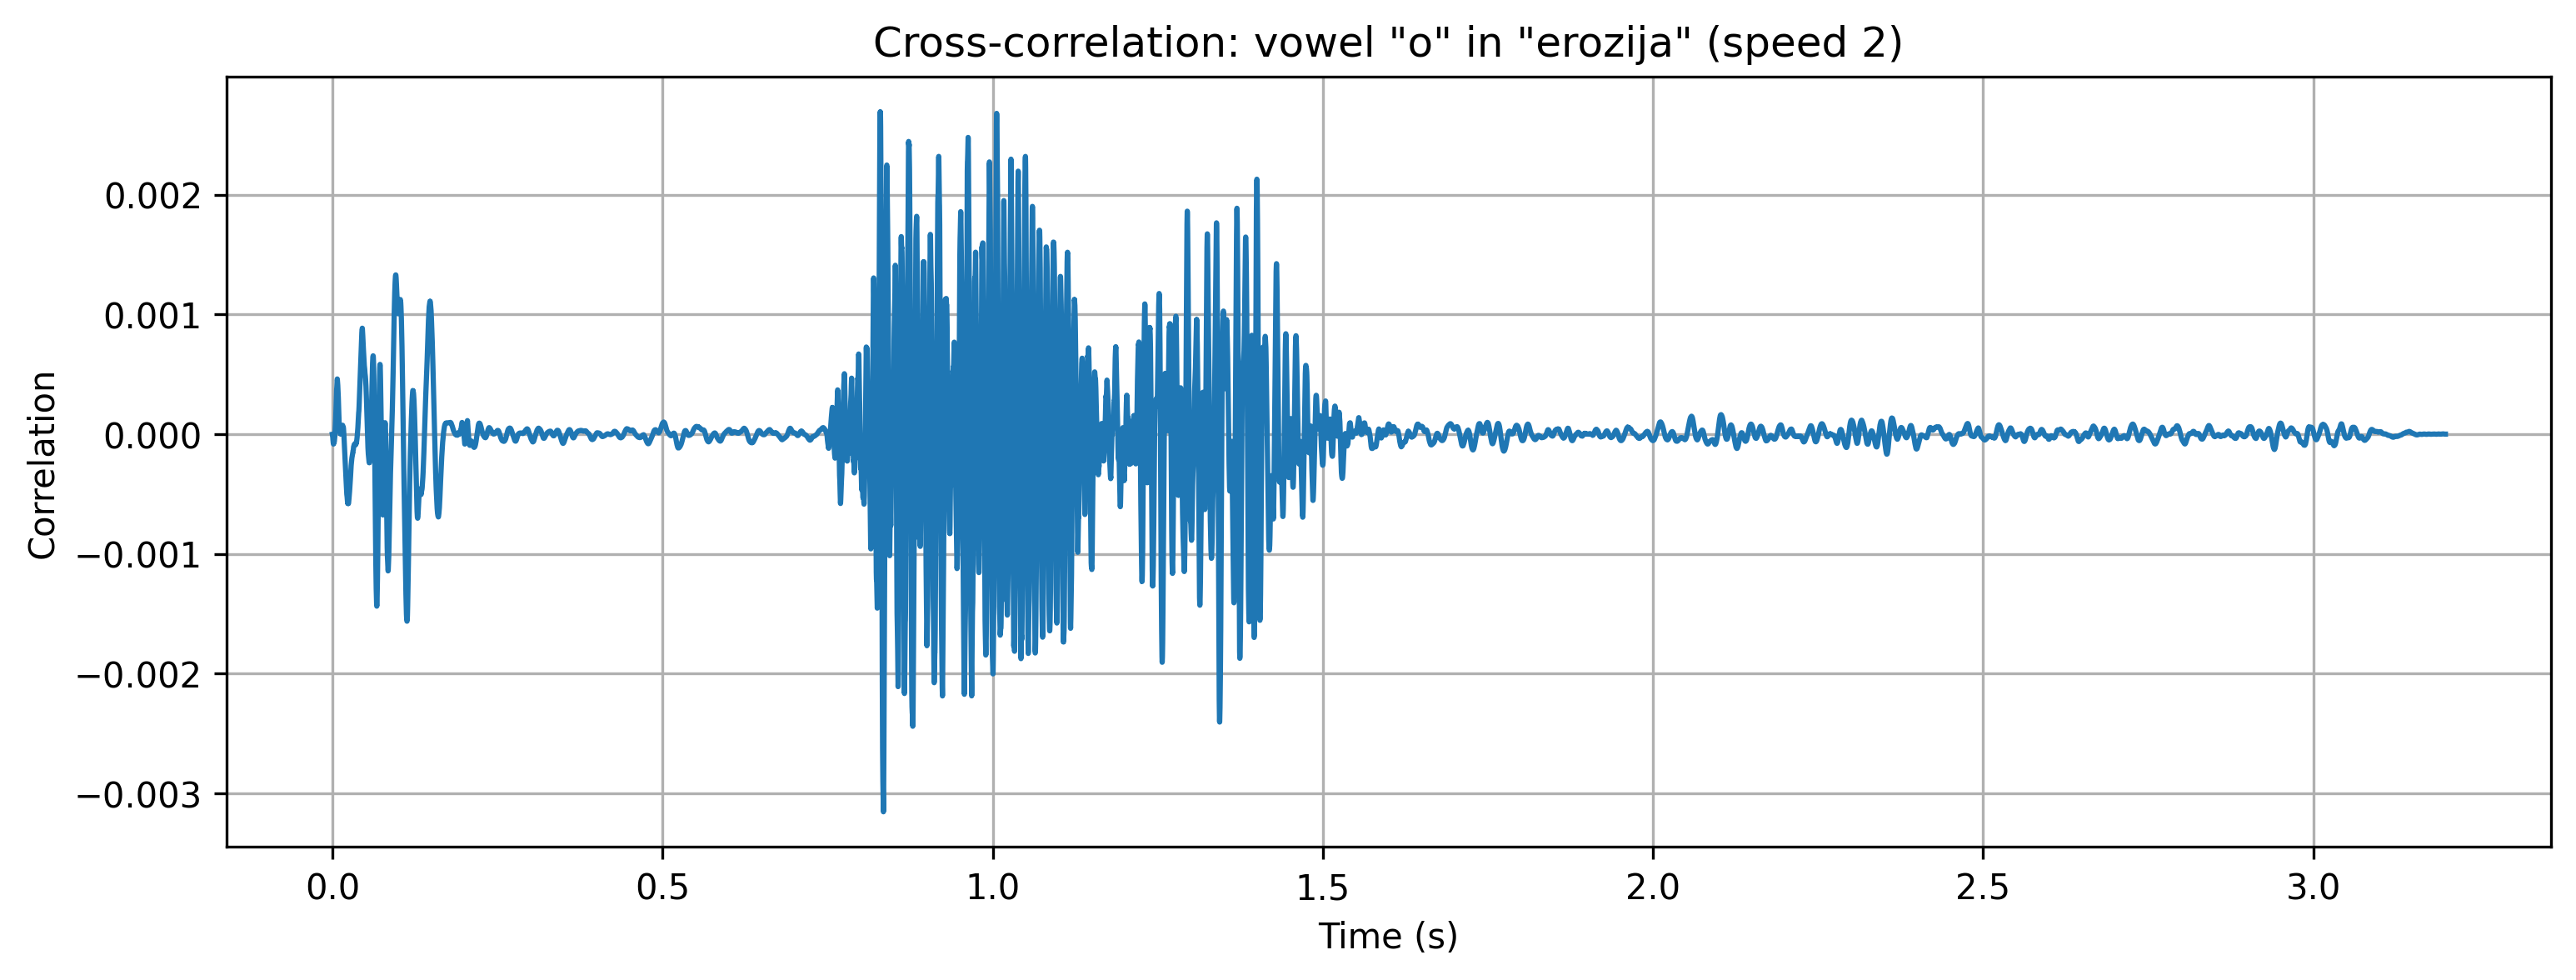 Cross-correlation: vowel "o" in "erozija" (speed 2)
Correlation
0.002
0.001
0.000
−0.001
−0.002
−0.003
0.0 0.5 1.0 1.5 2.0 2.5 3.0
Time (s)